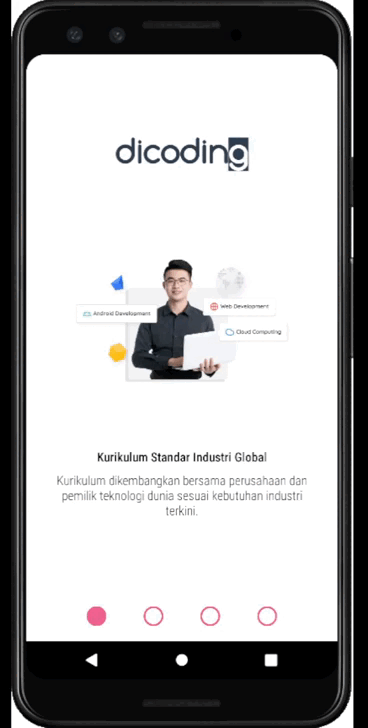 dicoding
Android Development
Web Development
Cloud Computing
Kurikulum Standar Industri Global
Kurikulum dikembangkan bersama perusahaan dan
pemilik teknologi dunia sesuai kebutuhan industri
terkini.